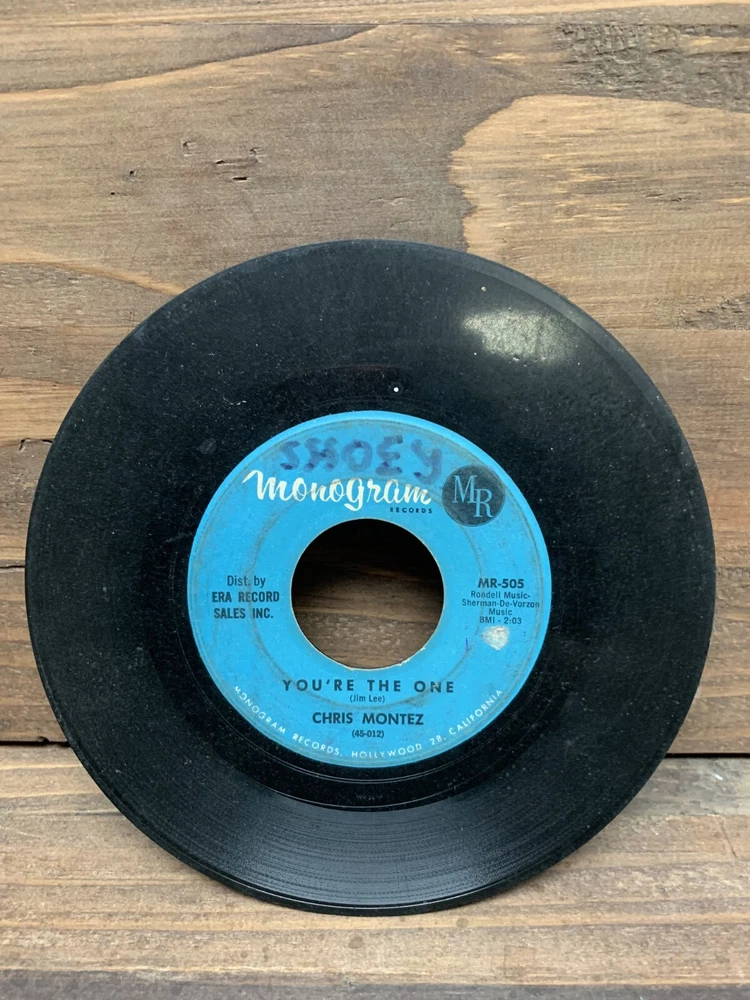 SHOEY
monogram
RECORDS
MR
Dist. by
ERA RECORD
SALES INC.
MR-505
Rondell Music-
Sherman-De-Vorzon
Music
BMI - 2:03
YOU'RE THE ONE
(Jim Lee)
CHRIS MONTEZ
(45-012)
MONOGRAM RECORDS, HOLLYWOOD 28, CALIFORNIA